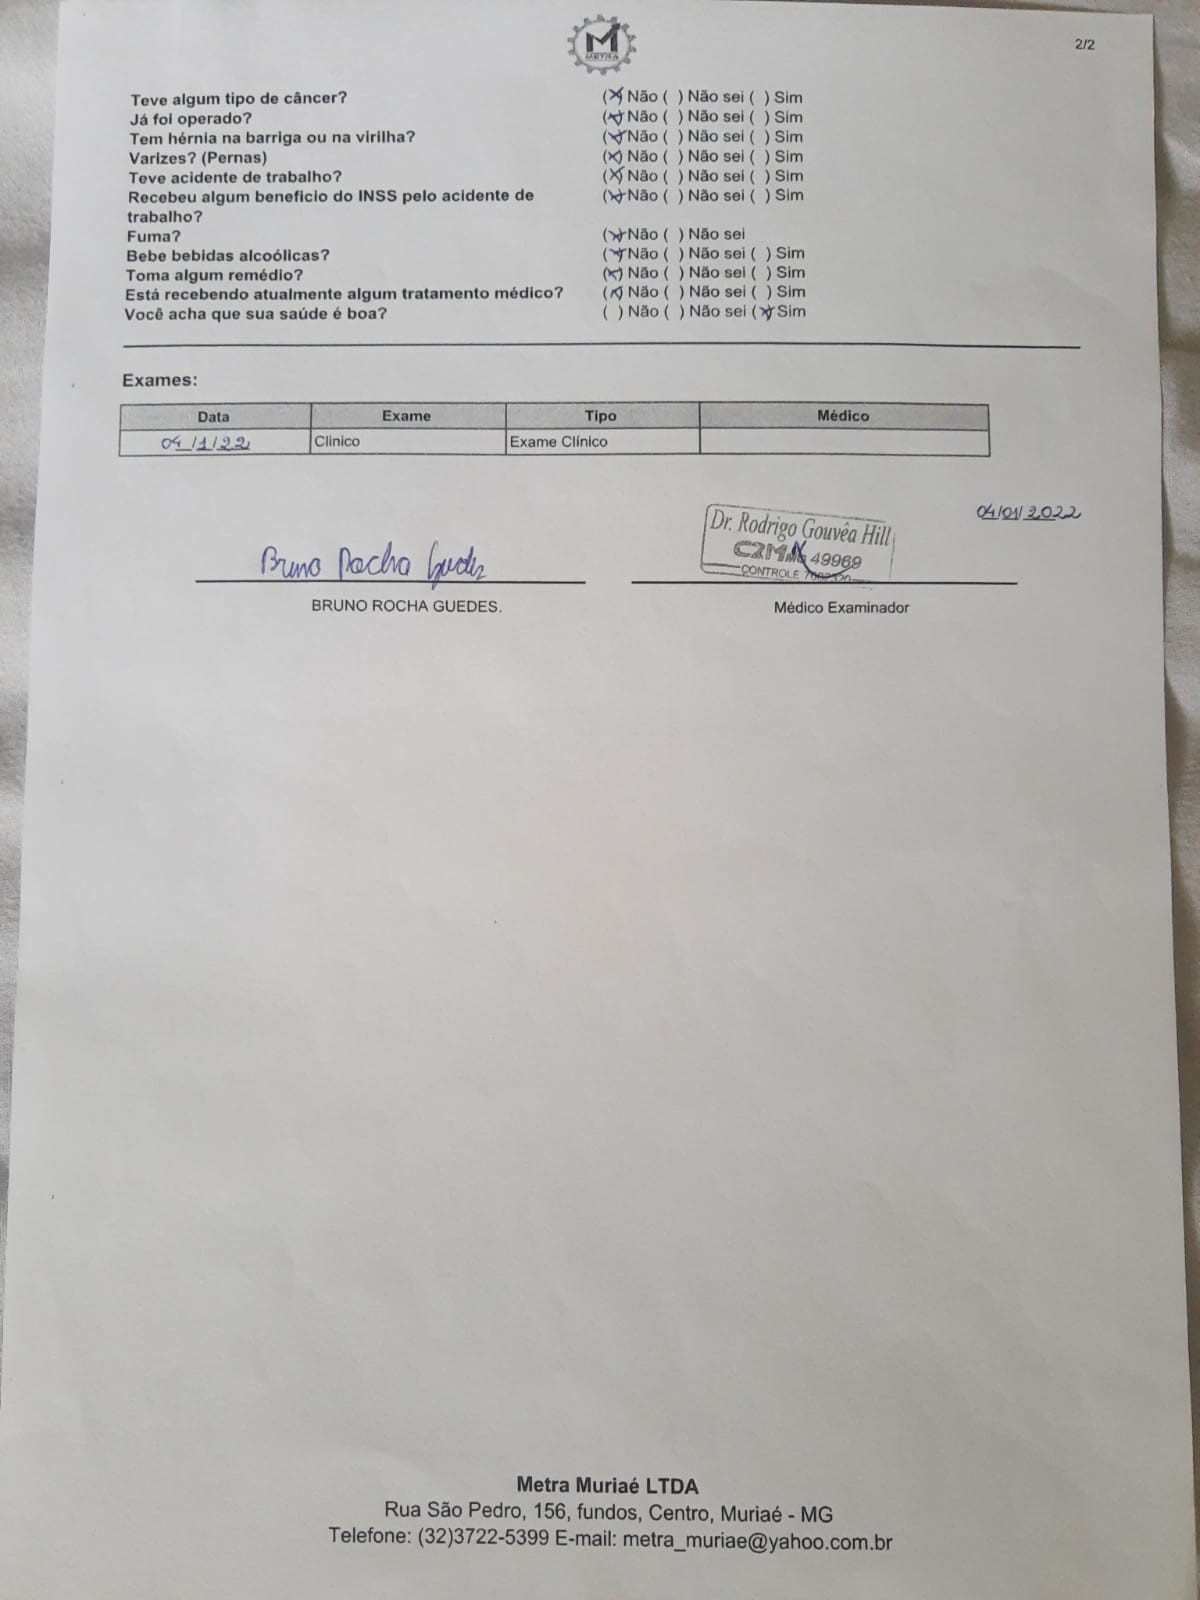 M
METRA
2/2
Teve algum tipo de câncer? (X) Não ( ) Não sei ( ) Sim
Já foi operado? (X) Não ( ) Não sei ( ) Sim
Tem hérnia na barriga ou na virilha? (X) Não ( ) Não sei ( ) Sim
Varizes? (Pernas) (X) Não ( ) Não sei ( ) Sim
Teve acidente de trabalho? (X) Não ( ) Não sei ( ) Sim
Recebeu algum beneficio do INSS pelo acidente de (X) Não ( ) Não sei ( ) Sim
trabalho?
Fuma? (X) Não ( ) Não sei
Bebe bebidas alcoólicas? (X) Não ( ) Não sei ( ) Sim
Toma algum remédio? (X) Não ( ) Não sei ( ) Sim
Está recebendo atualmente algum tratamento médico? (X) Não ( ) Não sei ( ) Sim
Você acha que sua saúde é boa? ( ) Não ( ) Não sei (X) Sim
Exames:
Data Exame Tipo Médico
04/1/22 Clinico Exame Clínico
04/01/2022
Dr. Rodrigo Gouvêa Hill
49969
CONTROLE
Bruno Rocha Guedes
BRUNO ROCHA GUEDES.
Médico Examinador
Metra Muriaé LTDA
Rua São Pedro, 156, fundos, Centro, Muriaé - MG
Telefone: (32)3722-5399 E-mail: metra_muriae@yahoo.com.br